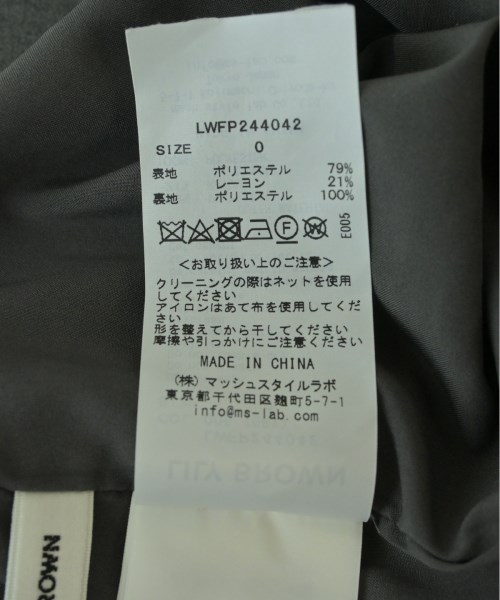 LWFP244042
SIZE 0
表地 ポリエステル 79%
レーヨン 21%
裏地 ポリエステル 100%
F W
E005
<お取り扱い上のご注意>
クリーニングの際はネットを使用
してください
アイロンはあて布を使用してくだ
さい
形を整えてから干してください
摩擦や引っかけにご注意ください
MADE IN CHINA
(株) マッシュスタイルラボ
東京都千代田区麹町5-7-1
info@ms-lab.com
LILY BROWN
ROWN